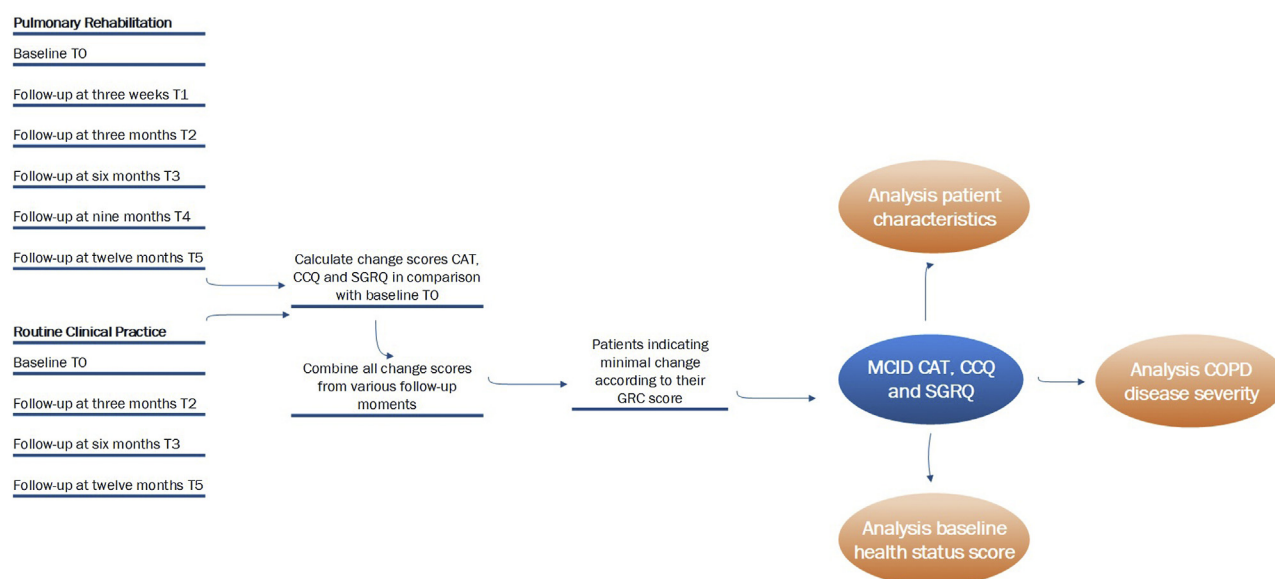 Pulmonary Rehabilitation
Baseline T0
Follow-up at three weeks T1
Follow-up at three months T2
Follow-up at six months T3
Follow-up at nine months T4
Follow-up at twelve months T5
Routine Clinical Practice
Baseline T0
Follow-up at three months T2
Follow-up at six months T3
Follow-up at twelve months T5
Calculate change scores CAT,
CCQ and SGRQ in comparison
with baseline T0
Combine all change scores
from various follow-up
moments
Patients indicating
minimal change
according to their
GRC score
MCID CAT, CCQ
and SGRQ
Analysis patient
characteristics
Analysis COPD
disease severity
Analysis baseline
health status score